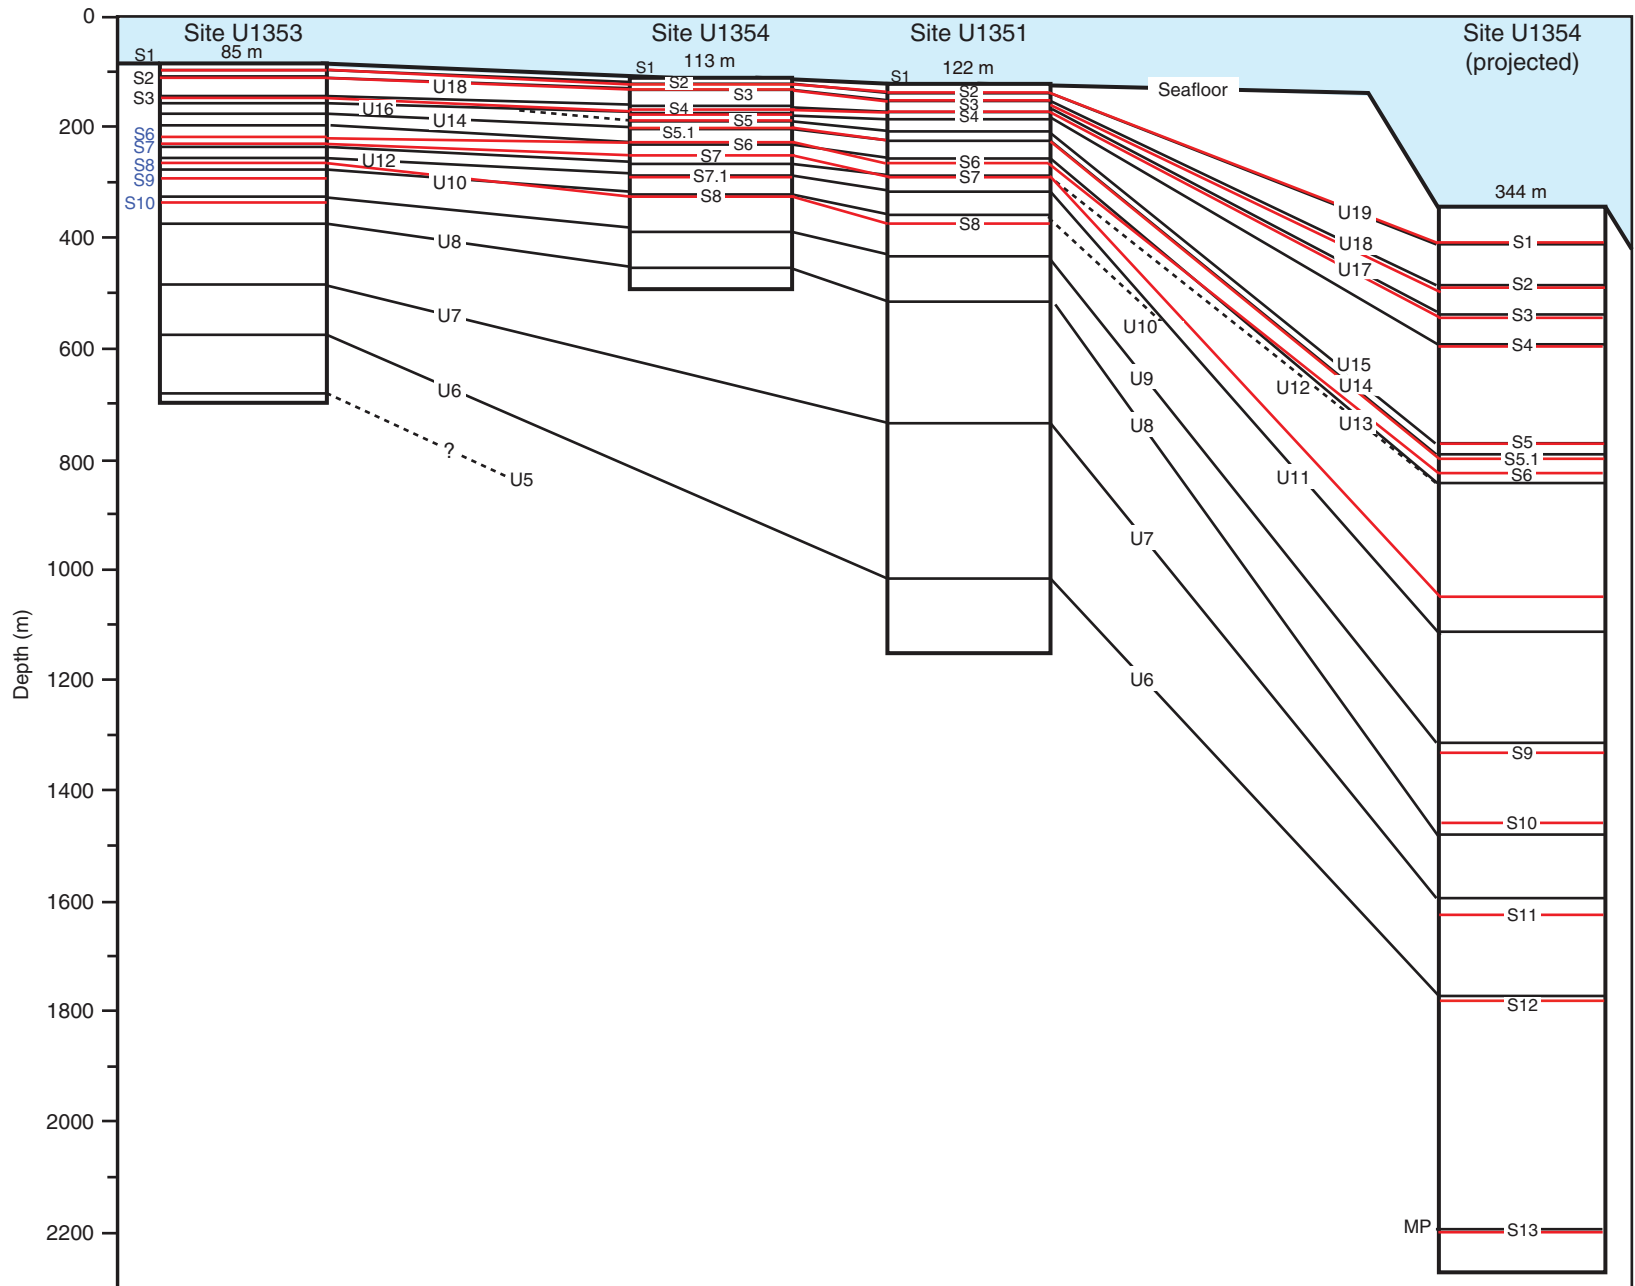 Site U1353
85 m
Site U1354
113 m
Site U1351
122 m
Site U1354
(projected)
344 m
Seafloor
Depth (m)
0
200
400
600
800
1000
1200
1400
1600
1800
2000
2200
S1
S2
S3
S6
S7
S8
S9
S10
U18
U16
U14
U12
U10
U8
U7
U6
?
U5
S1
S2
S3
S4
S5
S5.1
S6
S7
S7.1
S8
S1
S2
S3
S4
S6
S7
S8
U19
U18
U17
U15
U14
U13
U12
U11
U10
U9
U8
U7
U6
S1
S2
S3
S4
S5
S5.1
S6
S9
S10
S11
S12
MP
S13